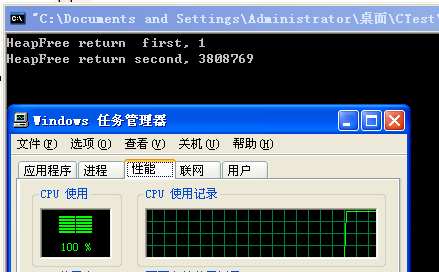 "C:\Documents and Settings\Administrator\桌面\CTest\
HeapFree return  first, 1
HeapFree return second, 3808769
Windows 任务管理器
文件(F) 选项(O) 查看(V) 关机(U) 帮助(H)
应用程序 进程 性能 联网 用户
CPU 使用 CPU 使用记录
100 %